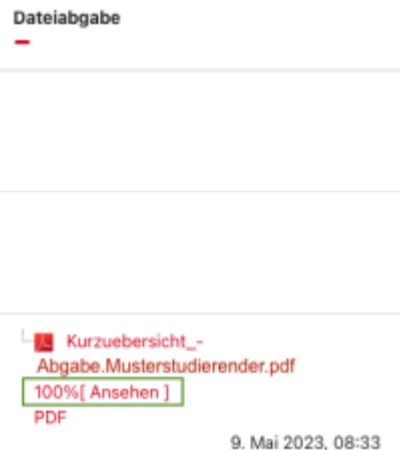 Dateiabgabe
Kurzuebersicht_-
Abgabe.Musterstudierender.pdf
100%[ Ansehen ]
PDF
9. Mai 2023, 08:33